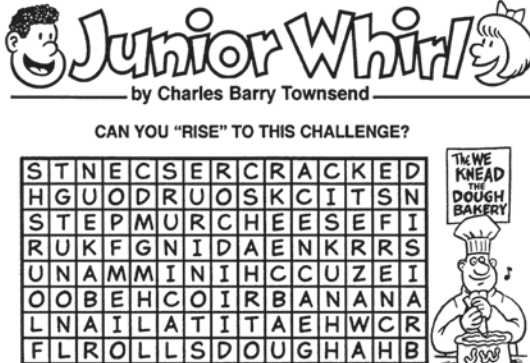 Junior Whirl
by Charles Barry Townsend
CAN YOU "RISE" TO THIS CHALLENGE?
STNECSERCRACKED
HGUODRUOSKCITSN
STEPMURCHEESEFI
RUKFGNIDAENKRRS
UNAMMINIHCCUZEI
OOBEHCOIRBANANA
LNAILATITAEHWCR
FLROLLSDOUGHAHB
The WE
KNEAD
THE
DOUGH
BAKERY
JW